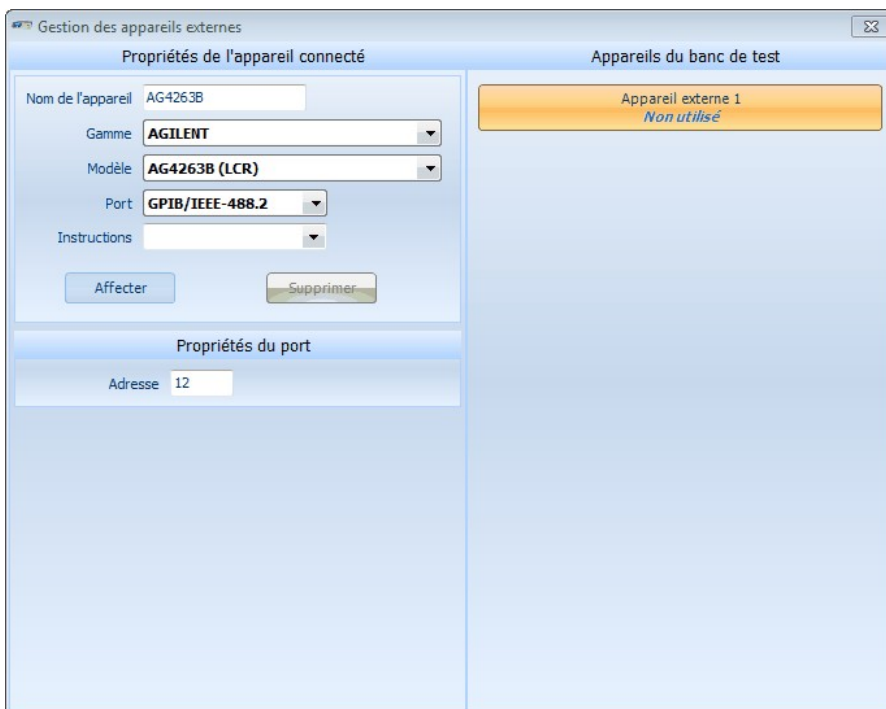 Gestion des appareils externes
Propriétés de l'appareil connecté
Nom de l'appareil AG4263B
Gamme AGILENT
Modèle AG4263B (LCR)
Port GPIB/IEEE-488.2
Instructions
Affecter Supprimer
Propriétés du port
Adresse 12
Appareils du banc de test
Appareil externe 1
Non utilisé